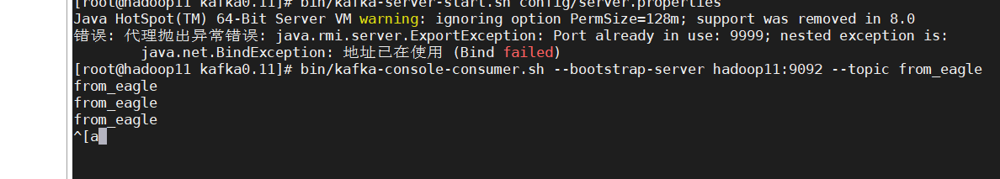 [root@hadoop11 kafka0.11]# bin/kafka-server-start.sh config/server.properties
Java HotSpot(TM) 64-Bit Server VM warning: ignoring option PermSize=128m; support was removed in 8.0
错误: 代理抛出异常错误: java.rmi.server.ExportException: Port already in use: 9999; nested exception is:
java.net.BindException: 地址已在使用 (Bind failed)
[root@hadoop11 kafka0.11]# bin/kafka-console-consumer.sh --bootstrap-server hadoop11:9092 --topic from_eagle
from_eagle
from_eagle
from_eagle
^[a